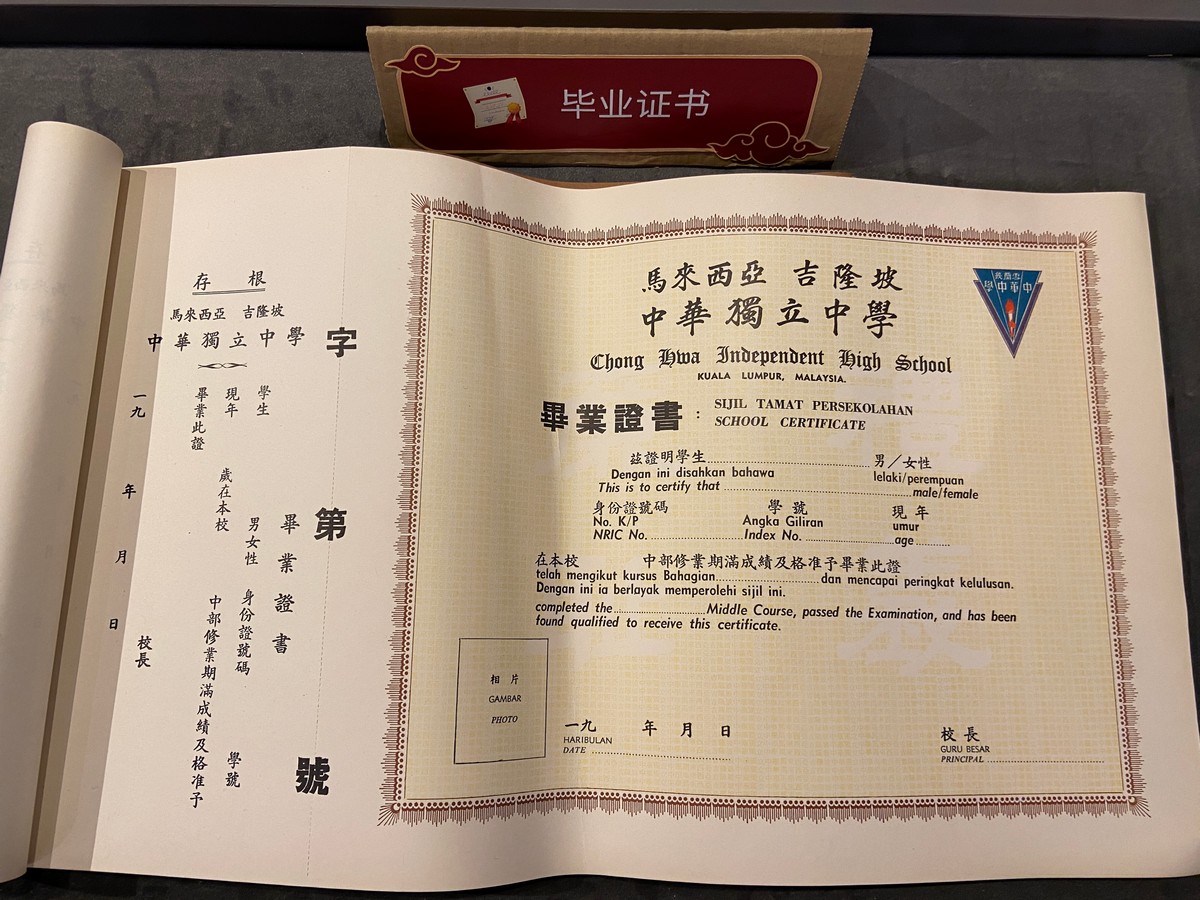 毕业证书
存 根
馬來西亞 吉隆坡
中華獨立中學
字 第 號
畢業證書
學生 男女性 身份證號碼 學號
現年 歲在本校 中部修業期滿成績及格准予
畢業此證
一九 年 月 日
校長
馬來西亞 吉隆坡
中華獨立中學
Chong Hwa Independent High School
KUALA LUMPUR, MALAYSIA.
畢業證書 : SIJIL TAMAT PERSEKOLAHAN
SCHOOL CERTIFICATE
茲證明學生 男/女性
Dengan ini disahkan bahawa lelaki/perempuan
This is to certify that male/female
身份證號碼 學號 現年
No. K/P Angka Giliran umur
NRIC No. Index No. age
在本校 中部修業期滿成績及格准予畢業此證
telah mengikut kursus Bahagian dan mencapai peringkat kelulusan.
Dengan ini ia berlayak memperolehi sijil ini.
completed the Middle Course, passed the Examination, and has been
found qualified to receive this certificate.
相片
GAMBAR
PHOTO
一九 年 月 日
HARIBULAN
DATE
校長
GURU BESAR
PRINCIPAL